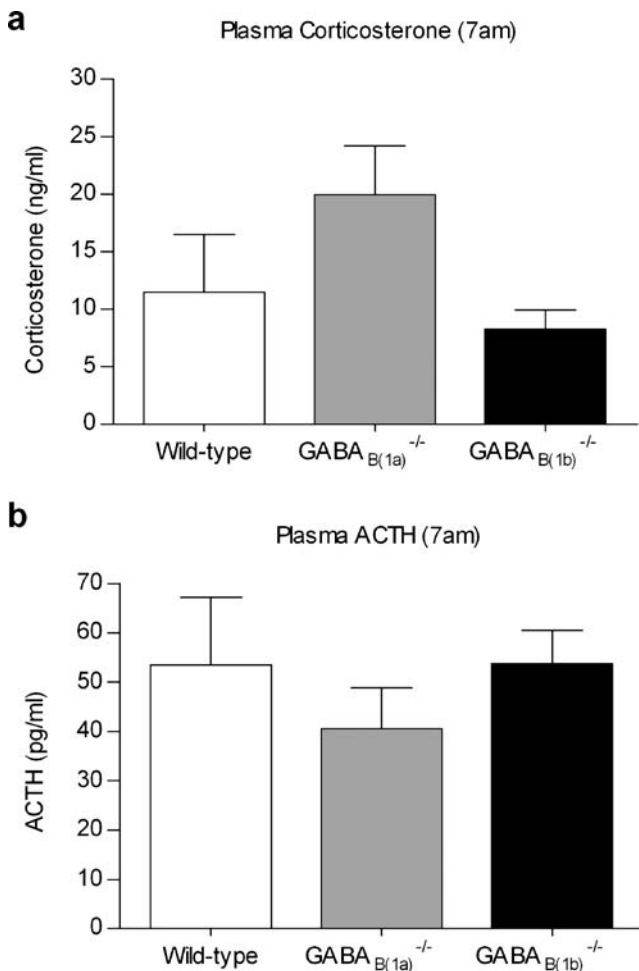 a
Plasma Corticosterone (7am)
Corticosterone (ng/ml)
30
25
20
15
10
5
0
Wild-type GABA B(1a) -/- GABA B(1b) -/-
b
Plasma ACTH (7am)
ACTH (pg/ml)
70
60
50
40
30
20
10
0
Wild-type GABA B(1a) -/- GABA B(1b) -/-